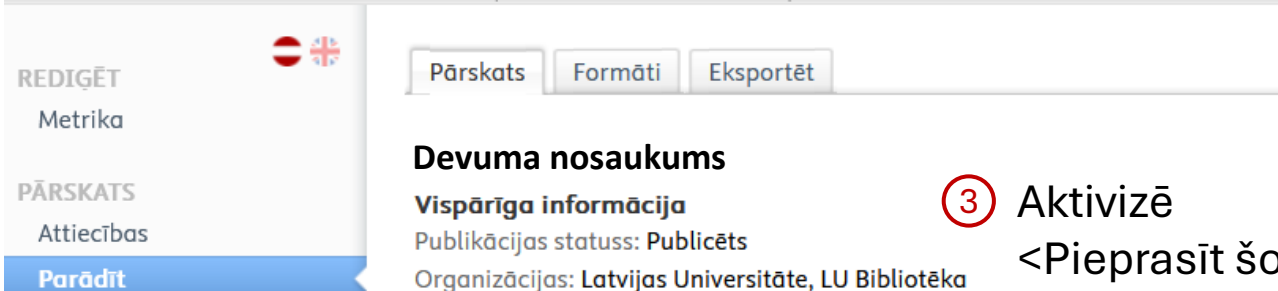 REDIĢĒT
Metrika
PĀRSKATS
Attiecības
Parādīt
Pārskats
Formāti
Eksportēt
Devuma nosaukums
Vispārīga informācija
Publikācijas statuss: Publicēts
Organizācijas: Latvijas Universitāte, LU Bibliotēka
3 Aktivizē
<Pieprasīt